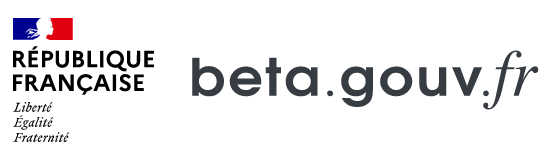 RÉPUBLIQUE
FRANÇAISE
Liberté
Égalité
Fraternité
beta.gouv.fr